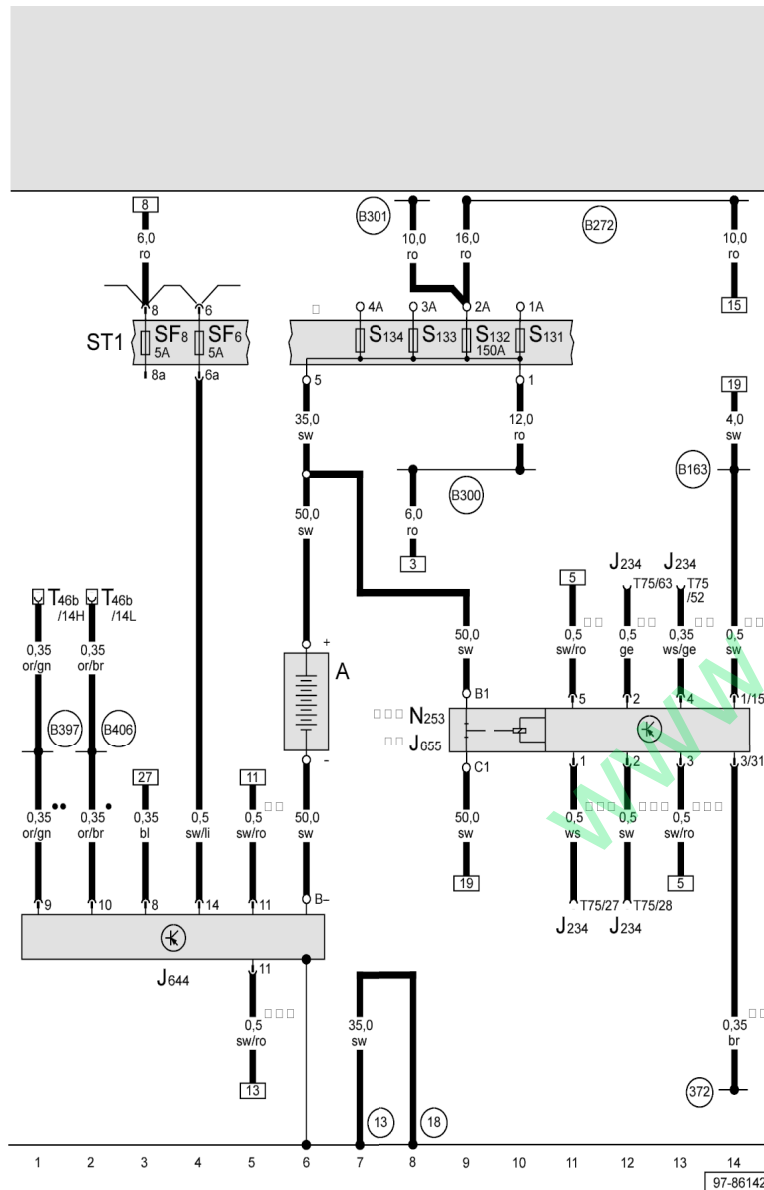 8
6,0
ro
B301
10,0
ro
16,0
ro
B272
10,0
ro
15
8
6
4A
3A
2A
1A
ST1
SF8
5A
SF6
5A
S134
S133
S132
150A
S131
8a
6a
5
1
19
35,0
sw
12,0
ro
4,0
sw
B300
B163
50,0
sw
6,0
ro
3
J234
J234
5
T75/63
T75
/52
T46b
/14H
T46b
/14L
0,35
or/gn
0,35
or/br
50,0
sw
0,5
sw/ro
0,5
ge
0,35
ws/ge
0,5
sw
+
A
B1
5
2
4
1/15
N253
J655
B397
B406
-
C1
1
2
3
3/31
27
11
0,35
or/gn
0,35
or/br
0,35
bl
0,5
sw/li
0,5
sw/ro
50,0
sw
50,0
sw
0,5
ws
0,5
sw
0,5
sw/ro
19
5
9
10
8
14
11
B-
T75/27
T75/28
J234
J234
J644
11
0,5
sw/ro
35,0
sw
0,35
br
13
372
13
18
1 2 3 4 5 6 7 8 9 10 11 12 13 14
97-86142
www